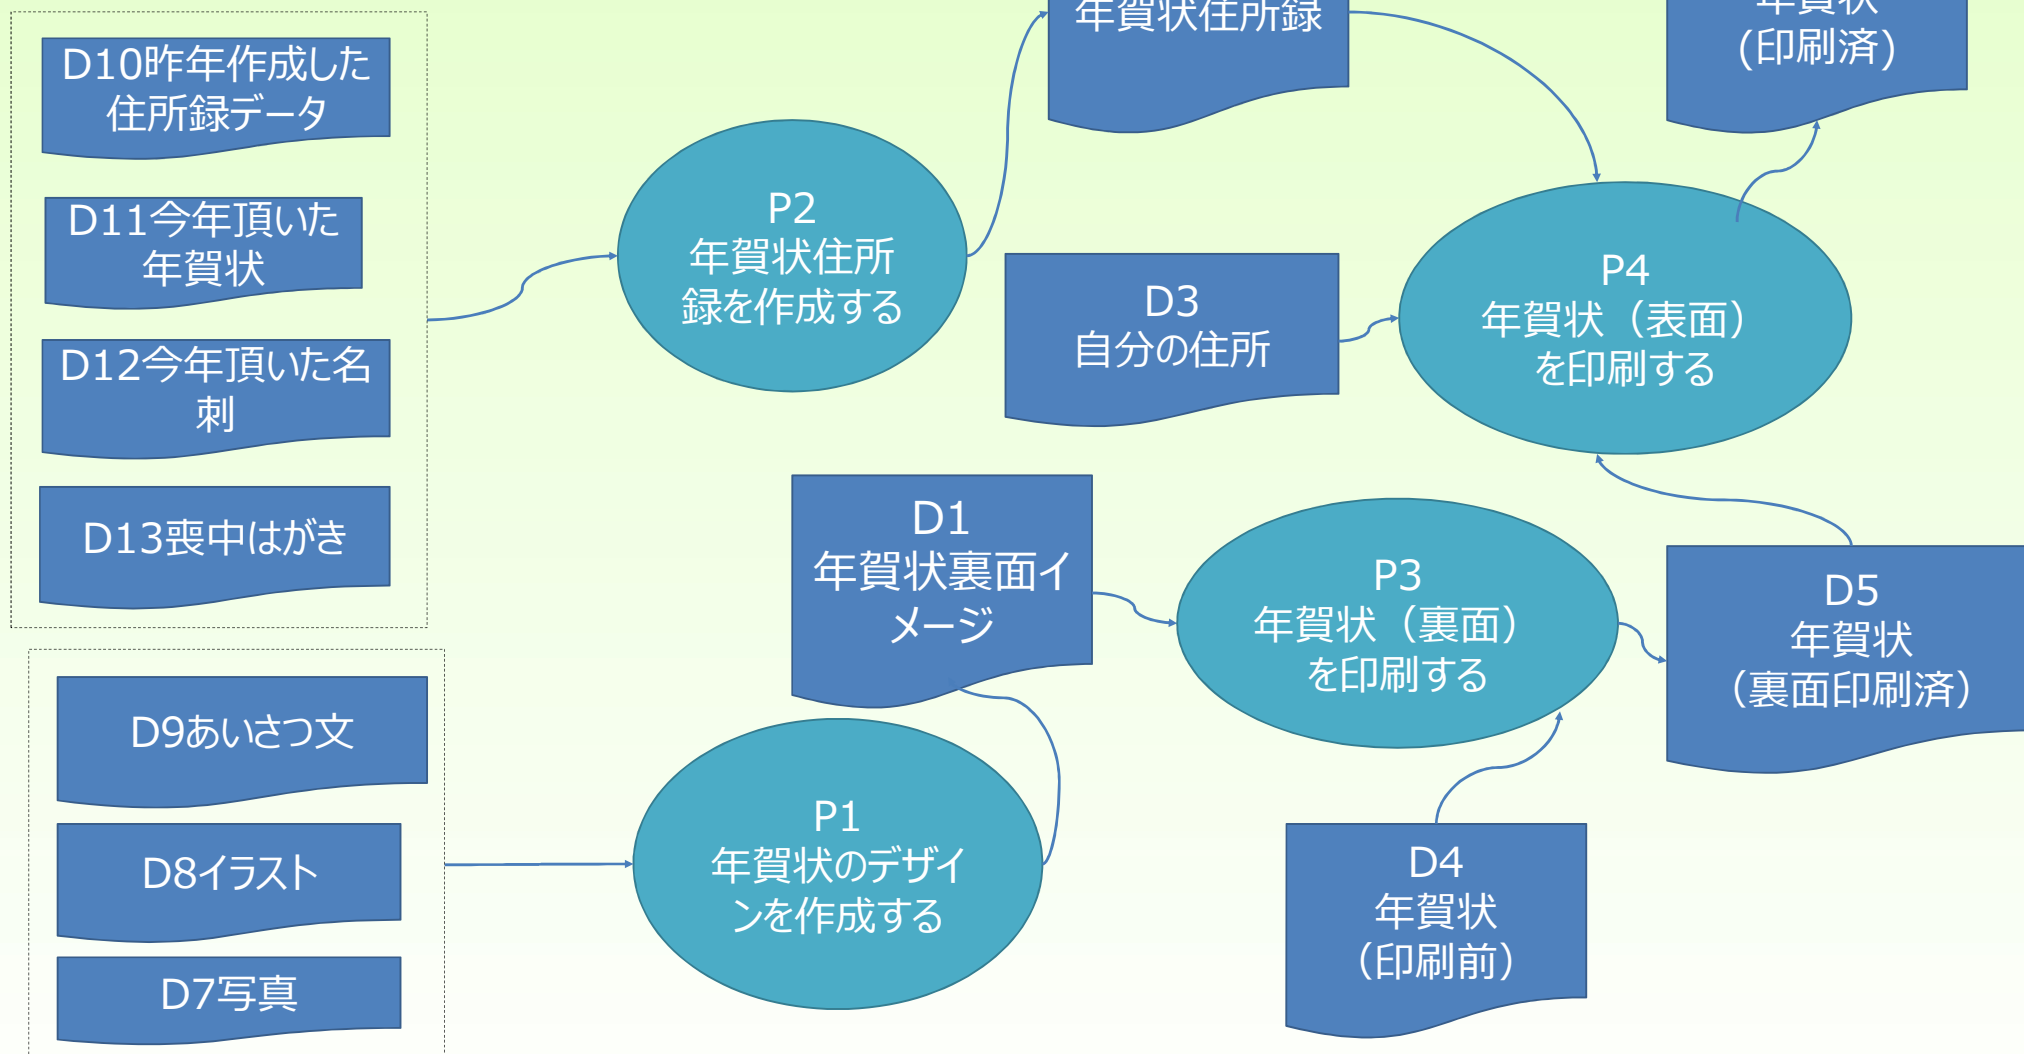 年賀状住所録
年賀状
(印刷済)
D10昨年作成した
住所録データ
D11今年頂いた
年賀状
D12今年頂いた名
刺
D13喪中はがき
P2
年賀状住所
録を作成する
D3
自分の住所
P4
年賀状（表面）
を印刷する
D1
年賀状裏面イ
メージ
P3
年賀状（裏面）
を印刷する
D5
年賀状
（裏面印刷済）
D9あいさつ文
D8イラスト
D7写真
P1
年賀状のデザイ
ンを作成する
D4
年賀状
（印刷前）